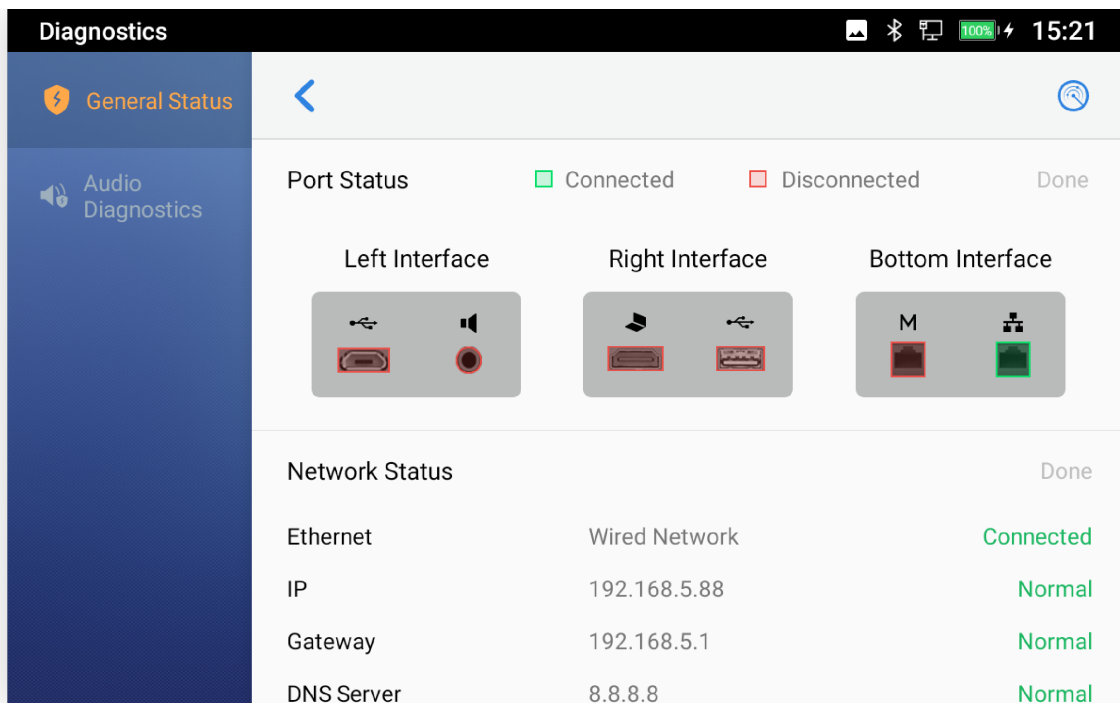 Diagnostics 100% 15:21
General Status
Audio
Diagnostics
Port Status Connected Disconnected Done
Left Interface Right Interface Bottom Interface
M
Network Status Done
Ethernet Wired Network Connected
IP 192.168.5.88 Normal
Gateway 192.168.5.1 Normal
DNS Server 8.8.8.8 Normal